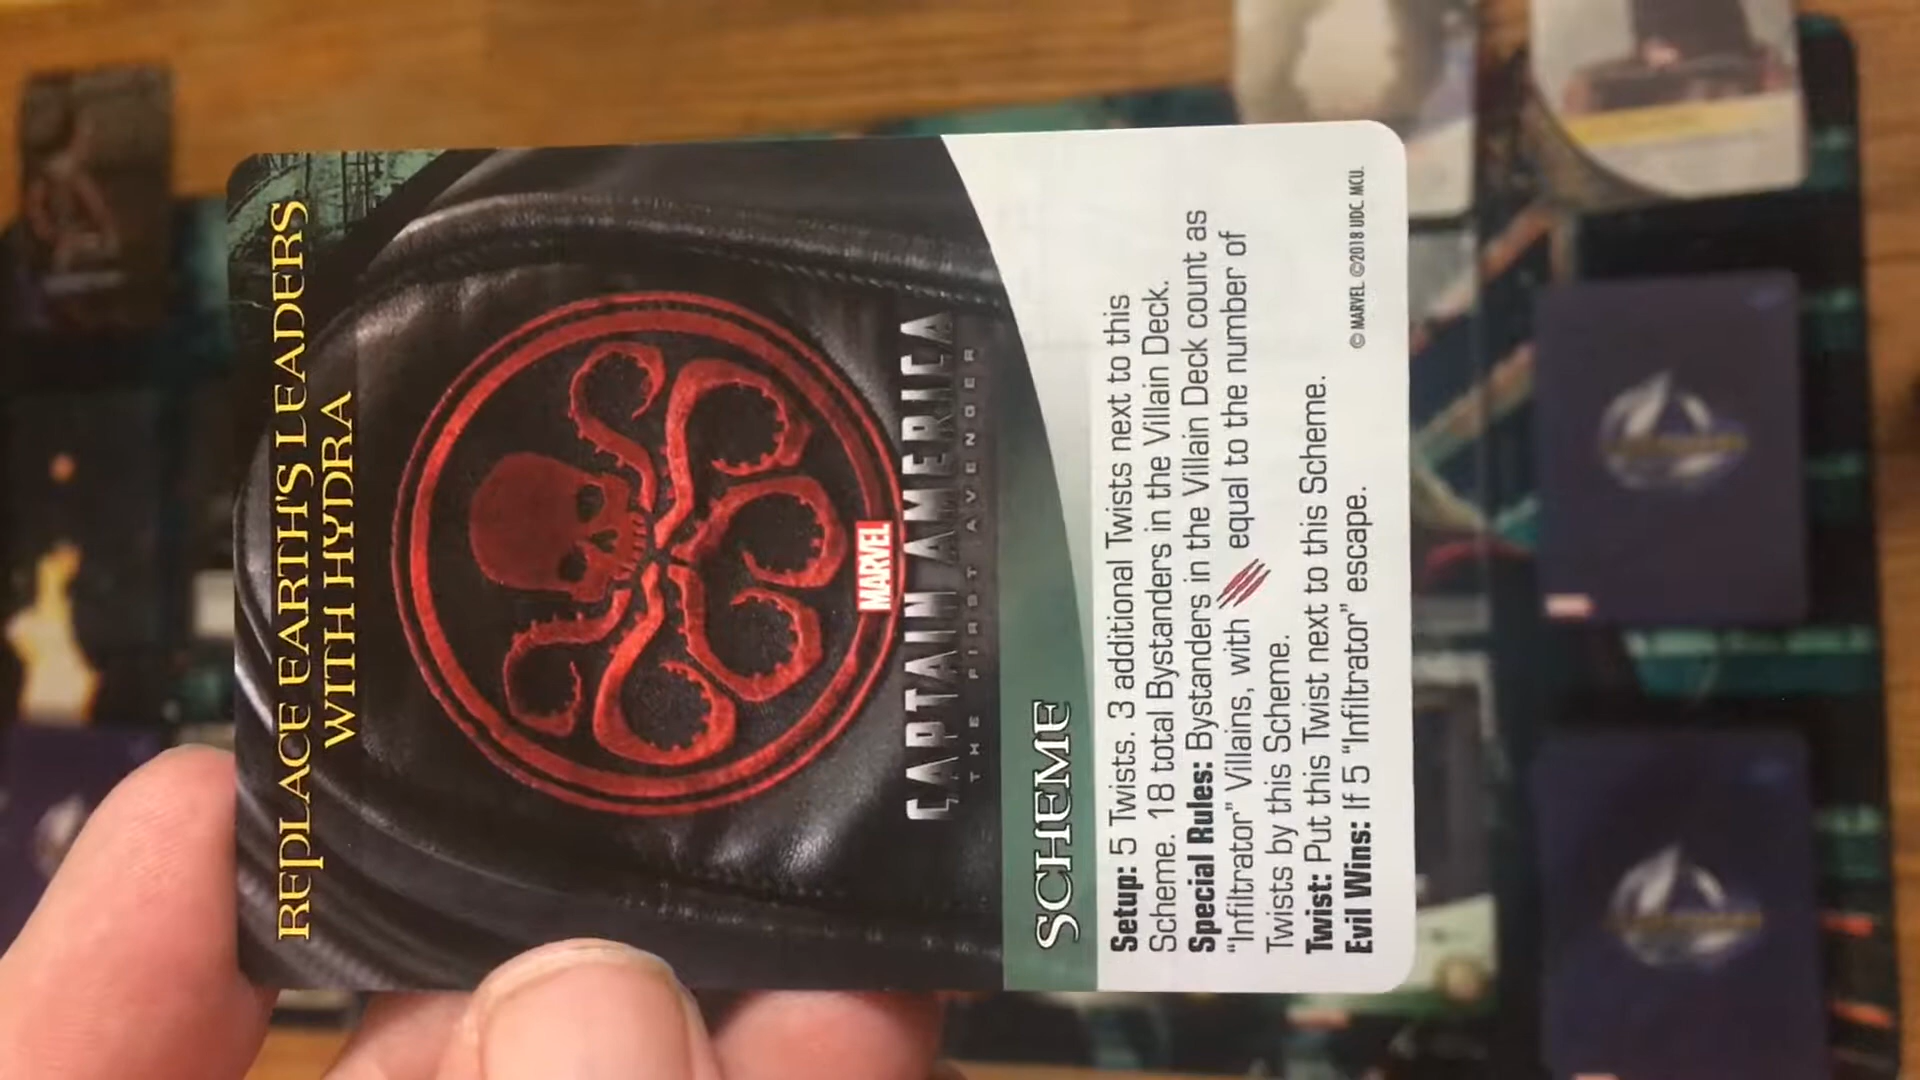 REPLACE EARTH'S LEADERS
WITH HYDRA
MARVEL
CAPTAIN AMERICA
THE FIRST AVENGER
SCHEME
Setup: 5 Twists. 3 additional Twists next to this
Scheme. 18 total Bystanders in the Villain Deck.
Special Rules: Bystanders in the Villain Deck count as
"Infiltrator" Villains, with equal to the number of
Twists by this Scheme.
Twist: Put this Twist next to this Scheme.
Evil Wins: If 5 "Infiltrator" escape.
© MARVEL ©2018 UDC. MCU.